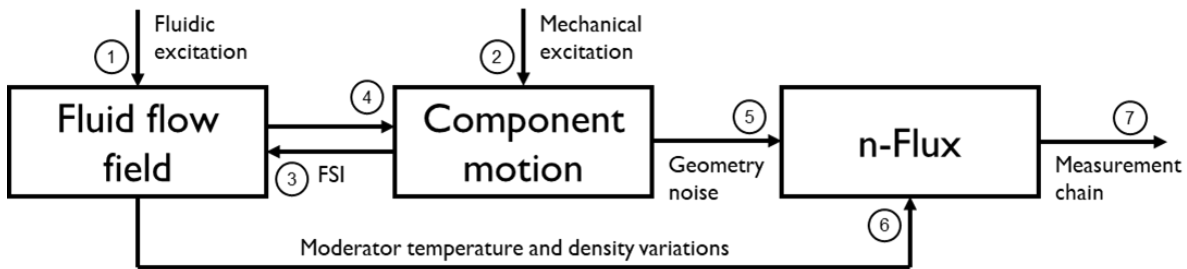 Fluidic
excitation
1
Mechanical
excitation
2
Fluid flow
field
4
3
FSI
Component
motion
5
Geometry
noise
n-Flux
7
Measurement
chain
6
Moderator temperature and density variations